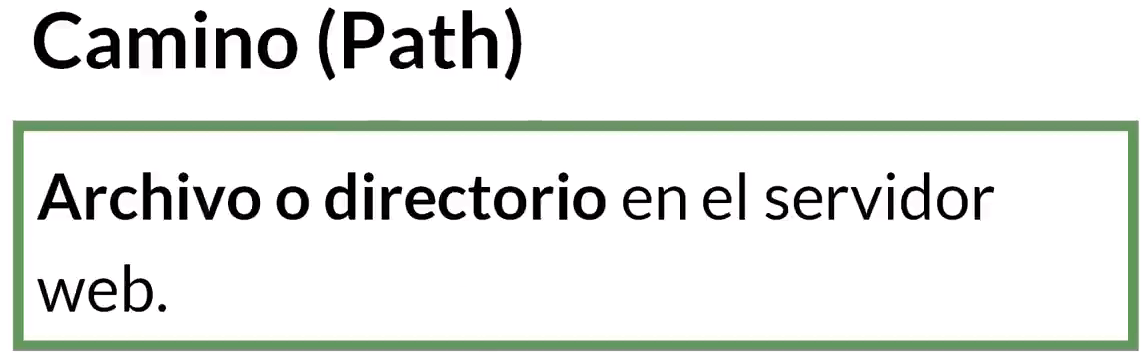 Camino (Path)
Archivo o directorio en el servidor
web.